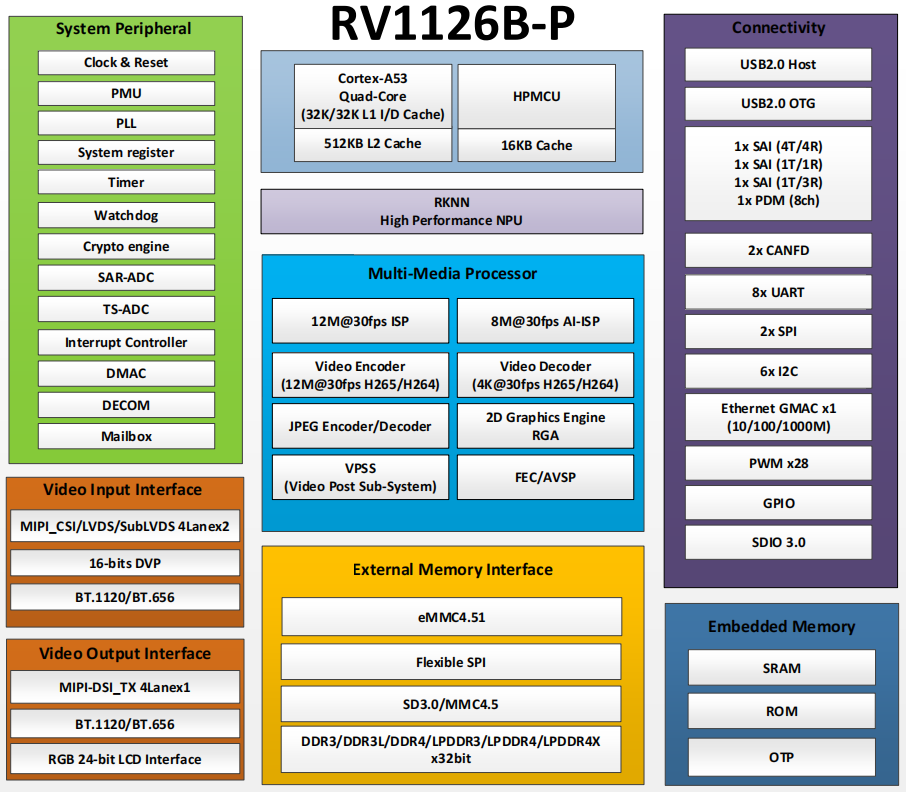 RV1126B-P
System Peripheral
Clock & Reset
PMU
PLL
System register
Timer
Watchdog
Crypto engine
SAR-ADC
TS-ADC
Interrupt Controller
DMAC
DECOM
Mailbox
Video Input Interface
MIPI_CSI/LVDS/SubLVDS 4Lanex2
16-bits DVP
BT.1120/BT.656
Video Output Interface
MIPI-DSI_TX 4Lanex1
BT.1120/BT.656
RGB 24-bit LCD Interface
Cortex-A53
Quad-Core
(32K/32K L1 I/D Cache)
512KB L2 Cache
HPMCU
16KB Cache
RKNN
High Performance NPU
Multi-Media Processor
12M@30fps ISP
8M@30fps AI-ISP
Video Encoder
(12M@30fps H265/H264)
Video Decoder
(4K@30fps H265/H264)
JPEG Encoder/Decoder
2D Graphics Engine
RGA
VPSS
(Video Post Sub-System)
FEC/AVSP
External Memory Interface
eMMC4.51
Flexible SPI
SD3.0/MMC4.5
DDR3/DDR3L/DDR4/LPDDR3/LPDDR4/LPDDR4X
x32bit
Connectivity
USB2.0 Host
USB2.0 OTG
1x SAI (4T/4R)
1x SAI (1T/1R)
1x SAI (1T/3R)
1x PDM (8ch)
2x CANFD
8x UART
2x SPI
6x I2C
Ethernet GMAC x1
(10/100/1000M)
PWM x28
GPIO
SDIO 3.0
Embedded Memory
SRAM
ROM
OTP